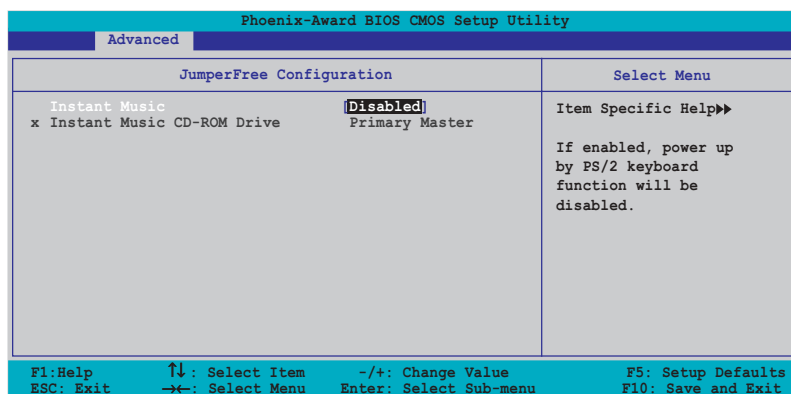 Phoenix-Award BIOS CMOS Setup Utility
Advanced
JumperFree Configuration
Select Menu
Instant Music [Disabled]
x Instant Music CD-ROM Drive Primary Master
Item Specific Help▶▶
If enabled, power up
by PS/2 keyboard
function will be
disabled.
F1:Help ↑↓: Select Item -/+: Change Value F5: Setup Defaults
ESC: Exit →←: Select Menu Enter: Select Sub-menu F10: Save and Exit